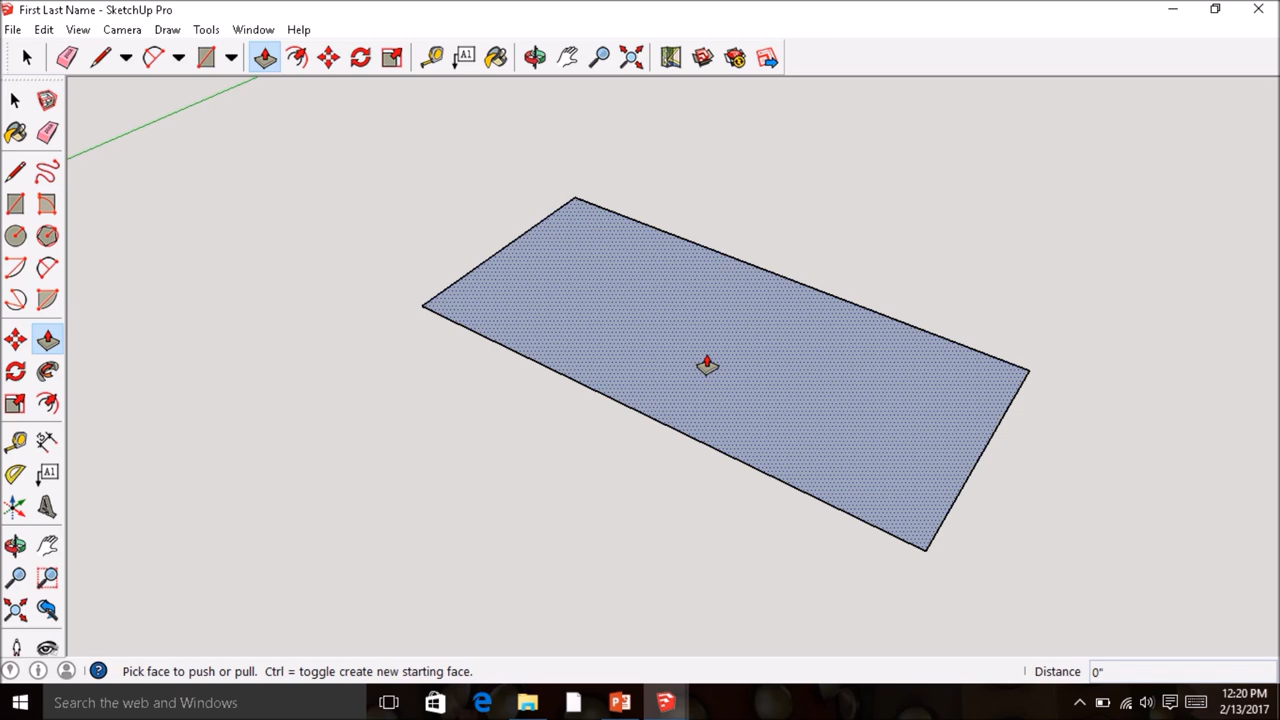 First Last Name - SketchUp Pro
File Edit View Camera Draw Tools Window Help
A1
A1
Pick face to push or pull. Ctrl = toggle create new starting face.
Distance 0"
Search the web and Windows
12:20 PM
2/13/2017